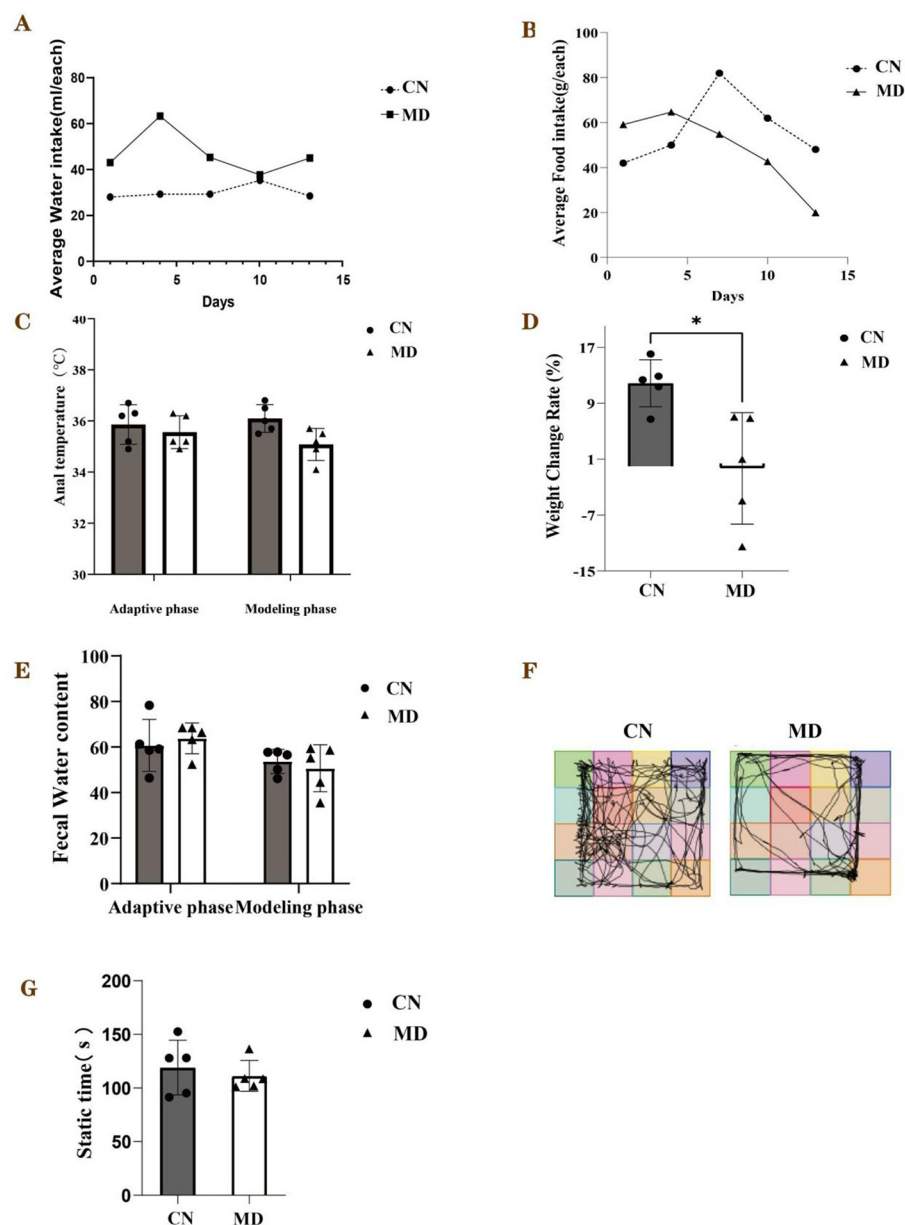 A
Average Water intake(ml/each)
80
60
40
20
0
0 5 10 15
Days
CN
MD
B
Average Food intake(g/each)
100
80
60
40
20
0
0 5 10 15
Days
CN
MD
C
Anal temperature（℃）
40
38
36
34
32
30
Adaptive phase Modeling phase
CN
MD
D
Weight Change Rate (%)
17
9
1
-7
-15
*
CN MD
CN
MD
E
Fecal Water content
100
80
60
40
20
0
Adaptive phase Modeling phase
CN
MD
F
CN MD
G
Static time（s）
200
150
100
50
0
CN MD
CN
MD